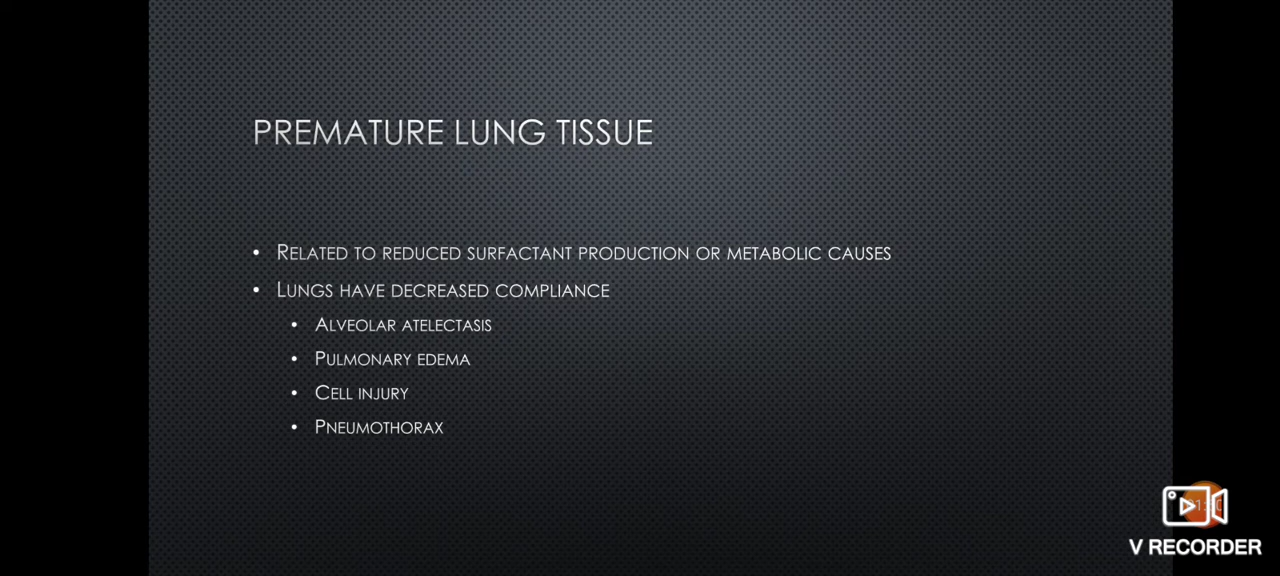 PREMATURE LUNG TISSUE
• RELATED TO REDUCED SURFACTANT PRODUCTION OR METABOLIC CAUSES
• LUNGS HAVE DECREASED COMPLIANCE
• ALVEOLAR ATELECTASIS
• PULMONARY EDEMA
• CELL INJURY
• PNEUMOTHORAX
V RECORDER